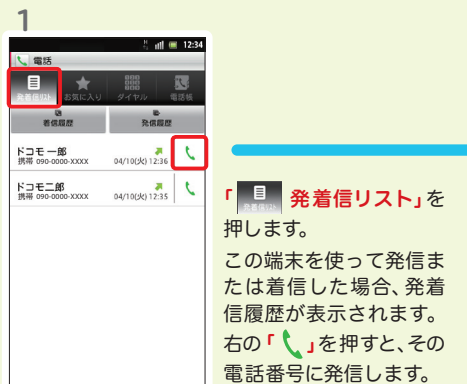 1
12:34
電話
発着信リスト お気に入り ダイヤル 電話帳
着信履歴 発信履歴
ドコモ 一郎
携帯 090-0000-XXXX 04/10(火) 12:36
ドコモ二郎
携帯 090-0000-XXXX 04/10(火) 12:35
「発着信リスト 発着信リスト」を
押します。
この端末を使って発信ま
たは着信した場合、発着
信履歴が表示されます。
右の「」を押すと、その
電話番号に発信します。